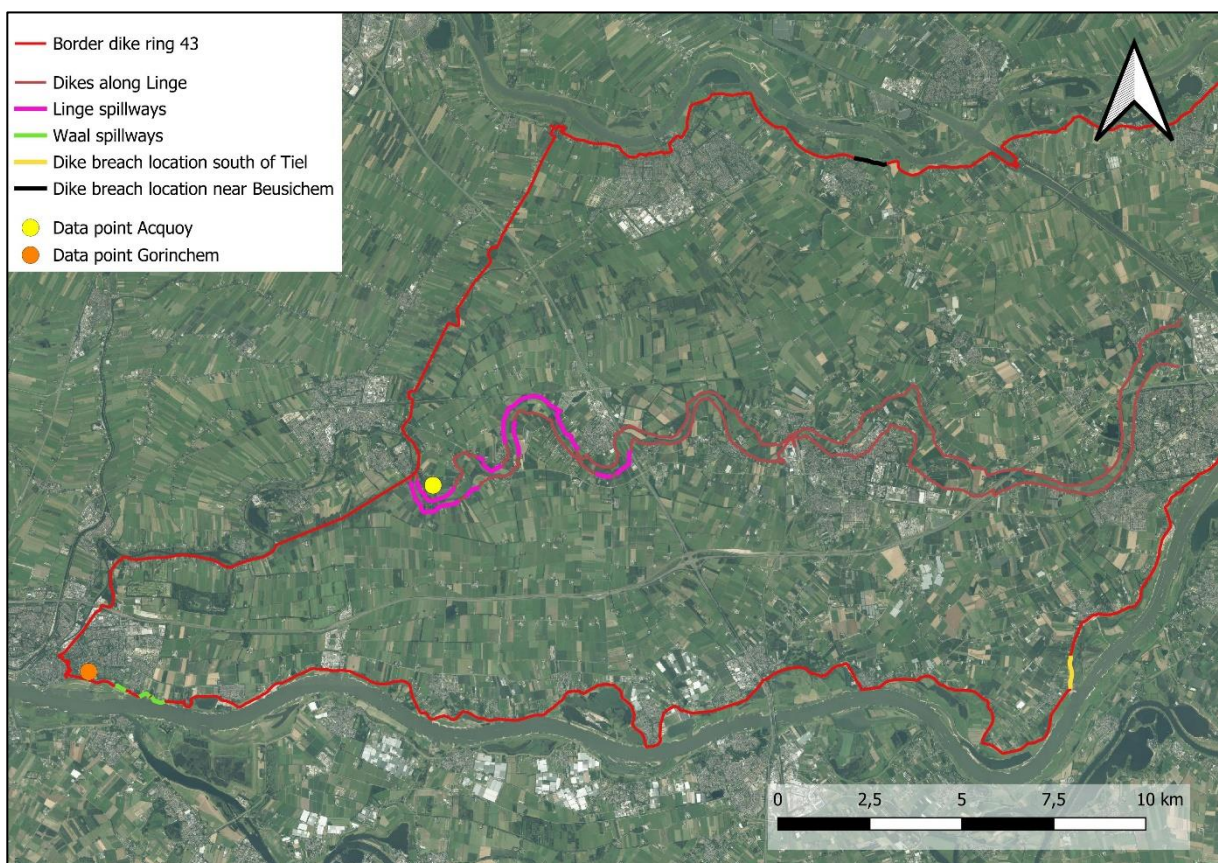 Border dike ring 43
Dikes along Linge
Linge spillways
Waal spillways
Dike breach location south of Tiel
Dike breach location near Beusichem
Data point Acquoy
Data point Gorinchem
0 2,5 5 7,5 10 km